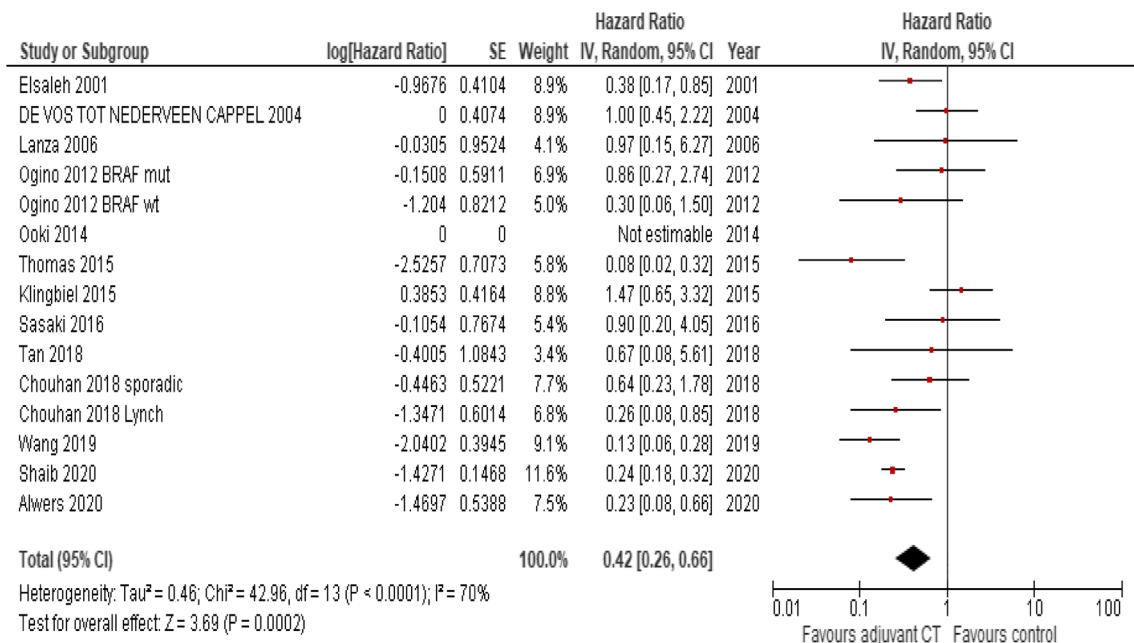 Hazard Ratio Hazard Ratio
Study or Subgroup log[Hazard Ratio] SE Weight IV, Random, 95% CI Year IV, Random, 95% CI
Elsaleh 2001 -0.9676 0.4104 8.9% 0.38 [0.17, 0.85] 2001
DE VOS TOT NEDERVEEN CAPPEL 2004 0 0.4074 8.9% 1.00 [0.45, 2.22] 2004
Lanza 2006 -0.0305 0.9524 4.1% 0.97 [0.15, 6.27] 2006
Ogino 2012 BRAF mut -0.1508 0.5911 6.9% 0.86 [0.27, 2.74] 2012
Ogino 2012 BRAF wt -1.204 0.8212 5.0% 0.30 [0.06, 1.50] 2012
Ooki 2014 0 0 Not estimable 2014
Thomas 2015 -2.5257 0.7073 5.8% 0.08 [0.02, 0.32] 2015
Klingbiel 2015 0.3853 0.4164 8.8% 1.47 [0.65, 3.32] 2015
Sasaki 2016 -0.1054 0.7674 5.4% 0.90 [0.20, 4.05] 2016
Tan 2018 -0.4005 1.0843 3.4% 0.67 [0.08, 5.61] 2018
Chouhan 2018 sporadic -0.4463 0.5221 7.7% 0.64 [0.23, 1.78] 2018
Chouhan 2018 Lynch -1.3471 0.6014 6.8% 0.26 [0.08, 0.85] 2018
Wang 2019 -2.0402 0.3945 9.1% 0.13 [0.06, 0.28] 2019
Shaib 2020 -1.4271 0.1468 11.6% 0.24 [0.18, 0.32] 2020
Alwers 2020 -1.4697 0.5388 7.5% 0.23 [0.08, 0.66] 2020
Total (95% CI) 100.0% 0.42 [0.26, 0.66]
Heterogeneity: Tau² = 0.46; Chi² = 42.96, df = 13 (P < 0.0001); I² = 70%
Test for overall effect: Z = 3.69 (P = 0.0002)
0.01 0.1 1 10 100
Favours adjuvant CT Favours control